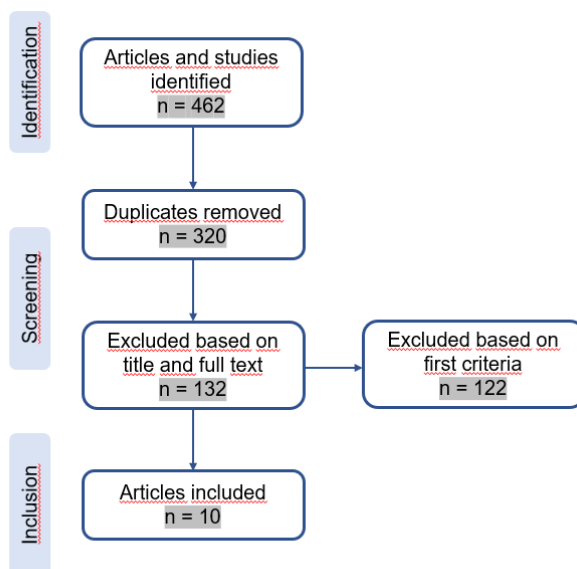 Identification
Articles and studies
identified
n = 462
Duplicates removed
n = 320
Screening
Excluded based on
title and full text
n = 132
Excluded based on
first criteria
n = 122
Inclusion
Articles included
n = 10